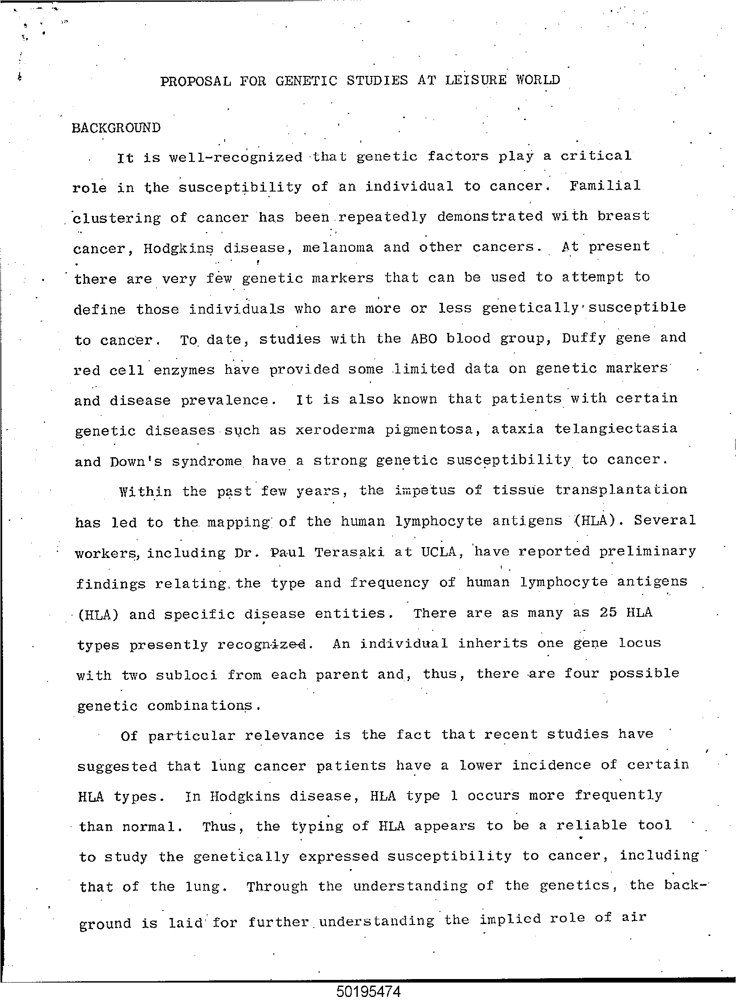 PROPOSAL FOR GENETIC STUDIES AT LEISURE WORLD
BACKGROUND
It is well-recognized that genetic factors play a critical
role in the susceptibility of an individual to cancer. Familial
clustering of cancer has been repeatedly demonstrated with breast
cancer, Hodgkins disease, melanoma and other cancers. At present
there are very few genetic markers that can be used to attempt to
define those individuals who are more or less genetically susceptible
to cancer. To date, studies with the ABO blood group, Duffy gene and
red cell enzymes have provided some limited data on genetic markers
and disease prevalence. It is also known that patients with certain
genetic diseases such as xeroderma pigmentosa, ataxia telangiectasia
and Down's syndrome have a strong genetic susceptibility to cancer.
Within the past few years, the impetus of tissue transplantation
has led to the mapping of the human lymphocyte antigens (HLA). Several
workers, including Dr. Paul Terasaki at UCLA, have reported preliminary
findings relating the type and frequency of human lymphocyte antigens
(HLA) and specific disease entities. There are as many as 25 HLA
types presently recognized. An individual inherits one gene locus
with two subloci from each parent and, thus, there are four possible
genetic combinations.
Of particular relevance is the fact that recent studies have
suggested that lung cancer patients have a lower incidence of certain
HLA types. In Hodgkins disease, HLA type 1 occurs more frequently
than normal. Thus, the typing of HLA appears to be a reliable tool
to study the genetically expressed susceptibility to cancer, including
that of the lung. Through the understanding of the genetics, the back-
ground is laid for further understanding the implied role of air
50195474